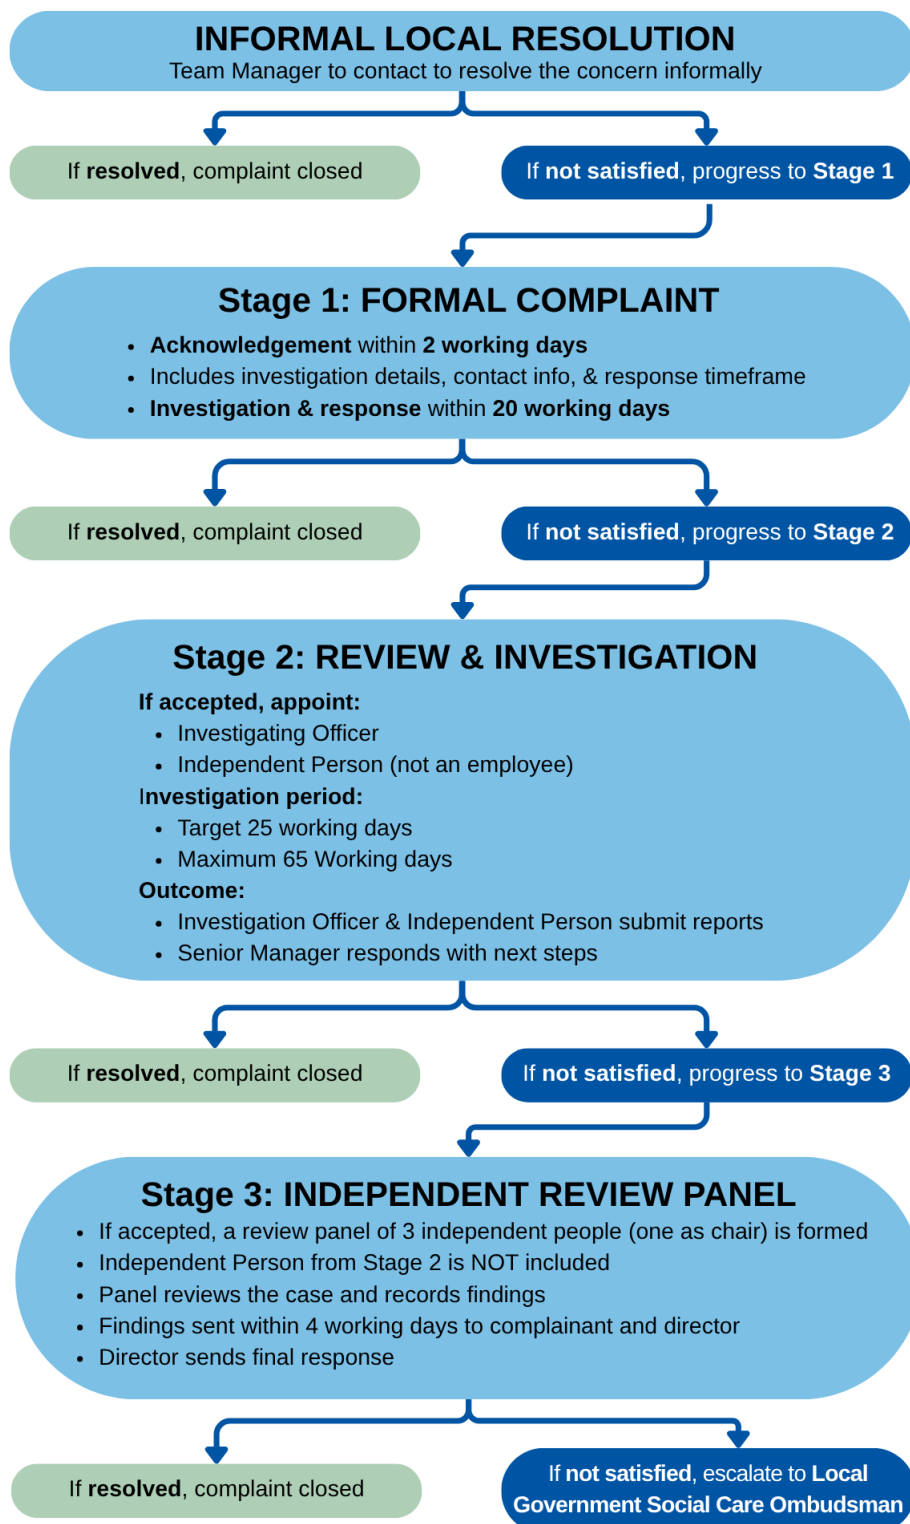 INFORMAL LOCAL RESOLUTION
Team Manager to contact to resolve the concern informally
If resolved, complaint closed
If not satisfied, progress to Stage 1
Stage 1: FORMAL COMPLAINT
• Acknowledgement within 2 working days
• Includes investigation details, contact info, & response timeframe
• Investigation & response within 20 working days
If resolved, complaint closed
If not satisfied, progress to Stage 2
Stage 2: REVIEW & INVESTIGATION
If accepted, appoint:
• Investigating Officer
• Independent Person (not an employee)
Investigation period:
• Target 25 working days
• Maximum 65 Working days
Outcome:
• Investigation Officer & Independent Person submit reports
• Senior Manager responds with next steps
If resolved, complaint closed
If not satisfied, progress to Stage 3
Stage 3: INDEPENDENT REVIEW PANEL
• If accepted, a review panel of 3 independent people (one as chair) is formed
• Independent Person from Stage 2 is NOT included
• Panel reviews the case and records findings
• Findings sent within 4 working days to complainant and director
• Director sends final response
If resolved, complaint closed
If not satisfied, escalate to Local
Government Social Care Ombudsman